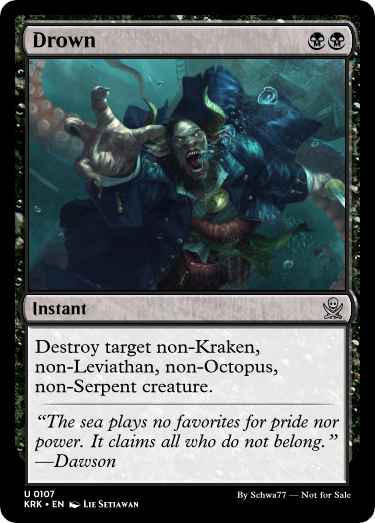 Drown
Instant
Destroy target non-Kraken,
non-Leviathan, non-Octopus,
non-Serpent creature.
“The sea plays no favorites for pride nor
power. It claims all who do not belong.”
—Dawson
U 0107
KRK • EN Lie Setiawan
By Schwa77 — Not for Sale